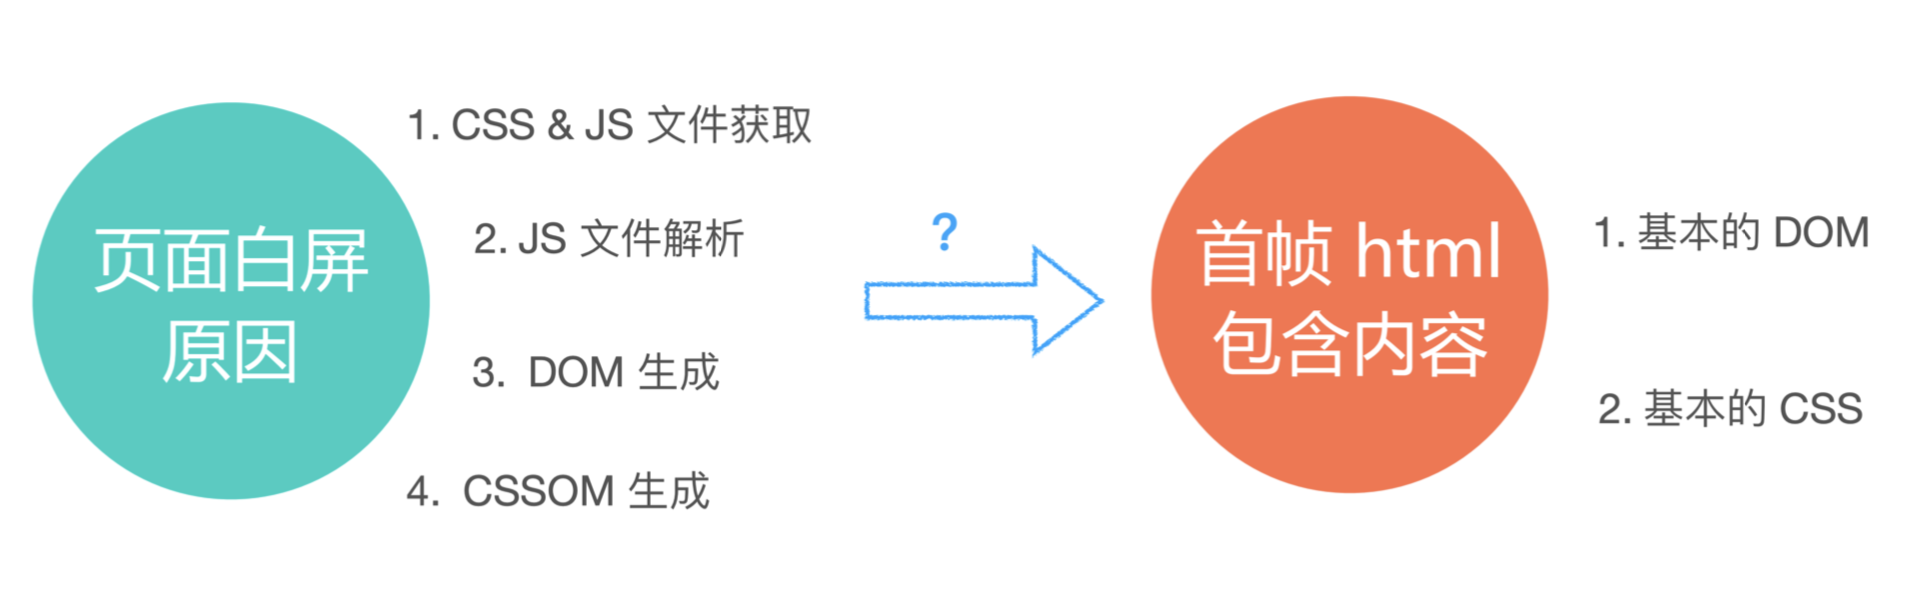 页面白屏
原因
1. CSS & JS 文件获取
2. JS 文件解析
3. DOM 生成
4. CSSOM 生成
?
首帧 html
包含内容
1. 基本的 DOM
2. 基本的 CSS